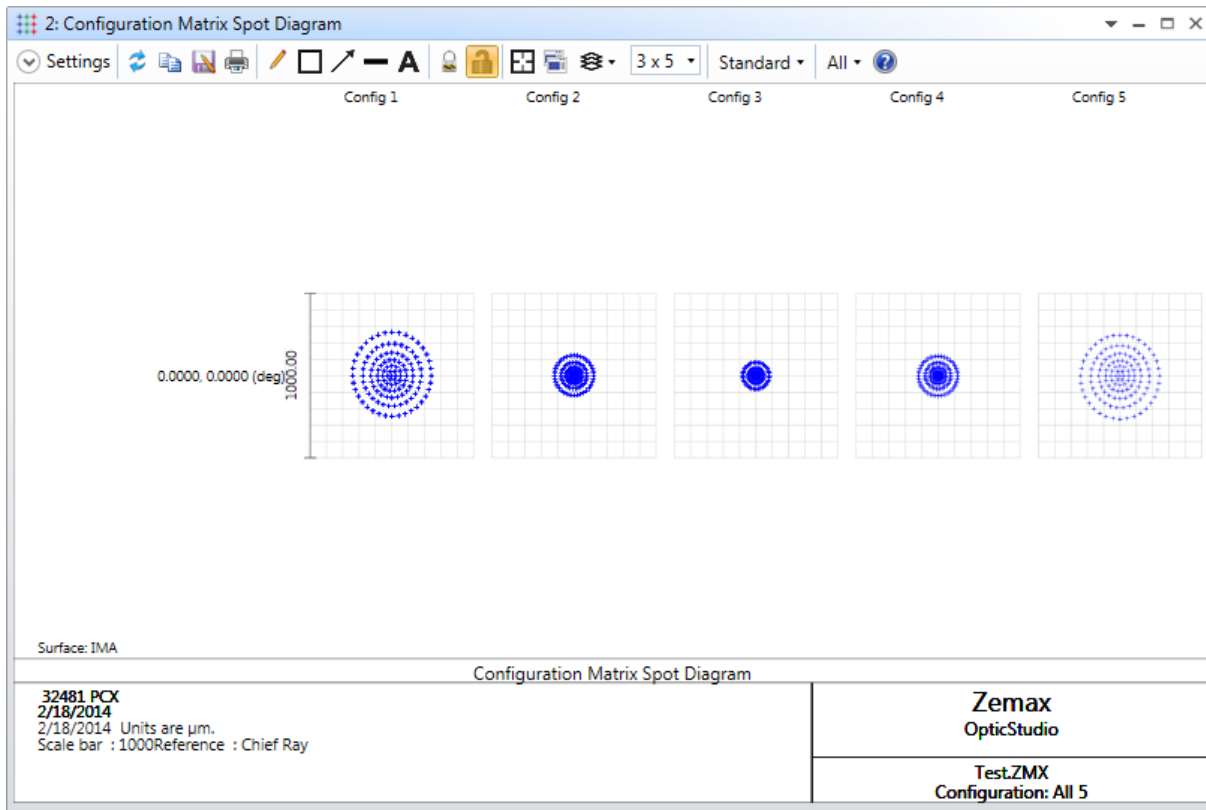 2: Configuration Matrix Spot Diagram
Settings A 3 x 5 Standard All ?
Config 1 Config 2 Config 3 Config 4 Config 5
0.0000, 0.0000 (deg)
1000.00
Surface: IMA
Configuration Matrix Spot Diagram
32481 PCX
2/18/2014
2/18/2014 Units are µm.
Scale bar : 1000Reference : Chief Ray
Zemax
OpticStudio
Test.ZMX
Configuration: All 5